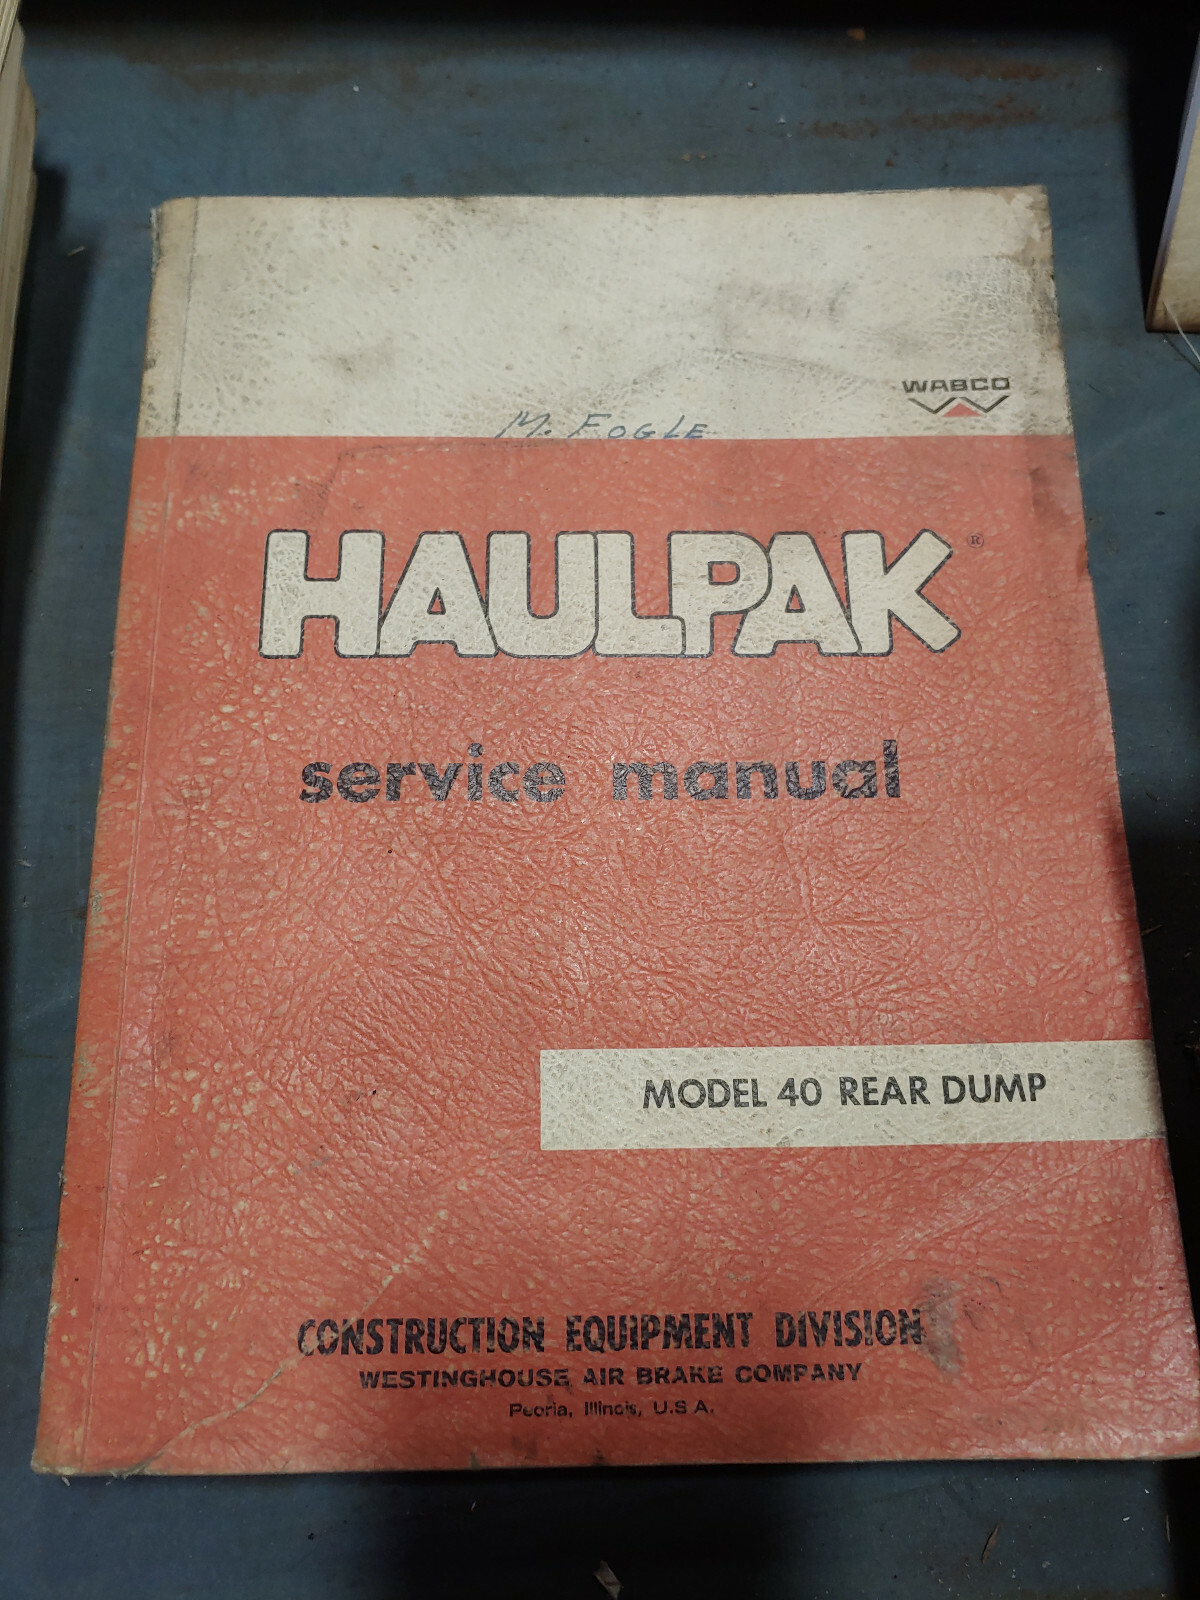 WABCO
M. FOGLE
HAULPAK®
service manual
MODEL 40 REAR DUMP
CONSTRUCTION EQUIPMENT DIVISION
WESTINGHOUSE AIR BRAKE COMPANY
Peoria, Illinois, U.S.A.